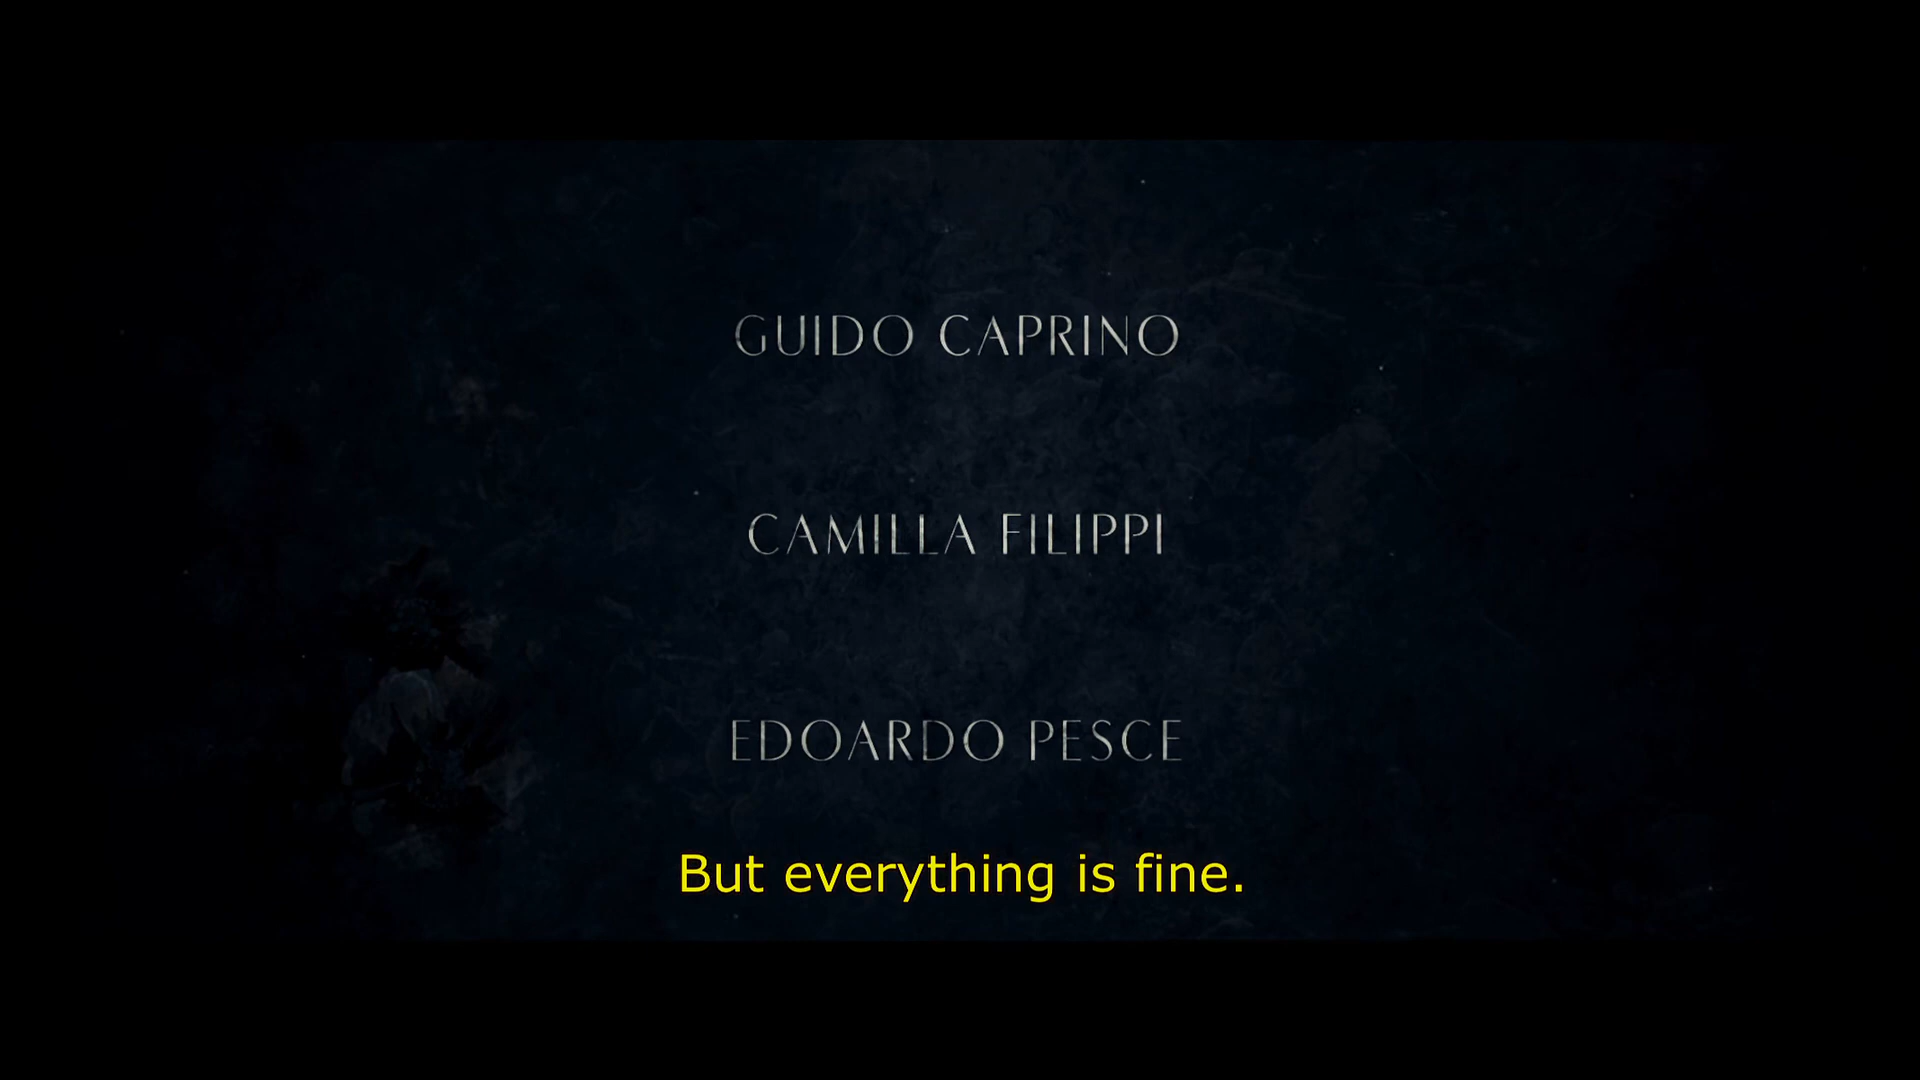 GUIDO CAPRINO
CAMILLA FILIPPI
EDOARDO PESCE
But everything is fine.